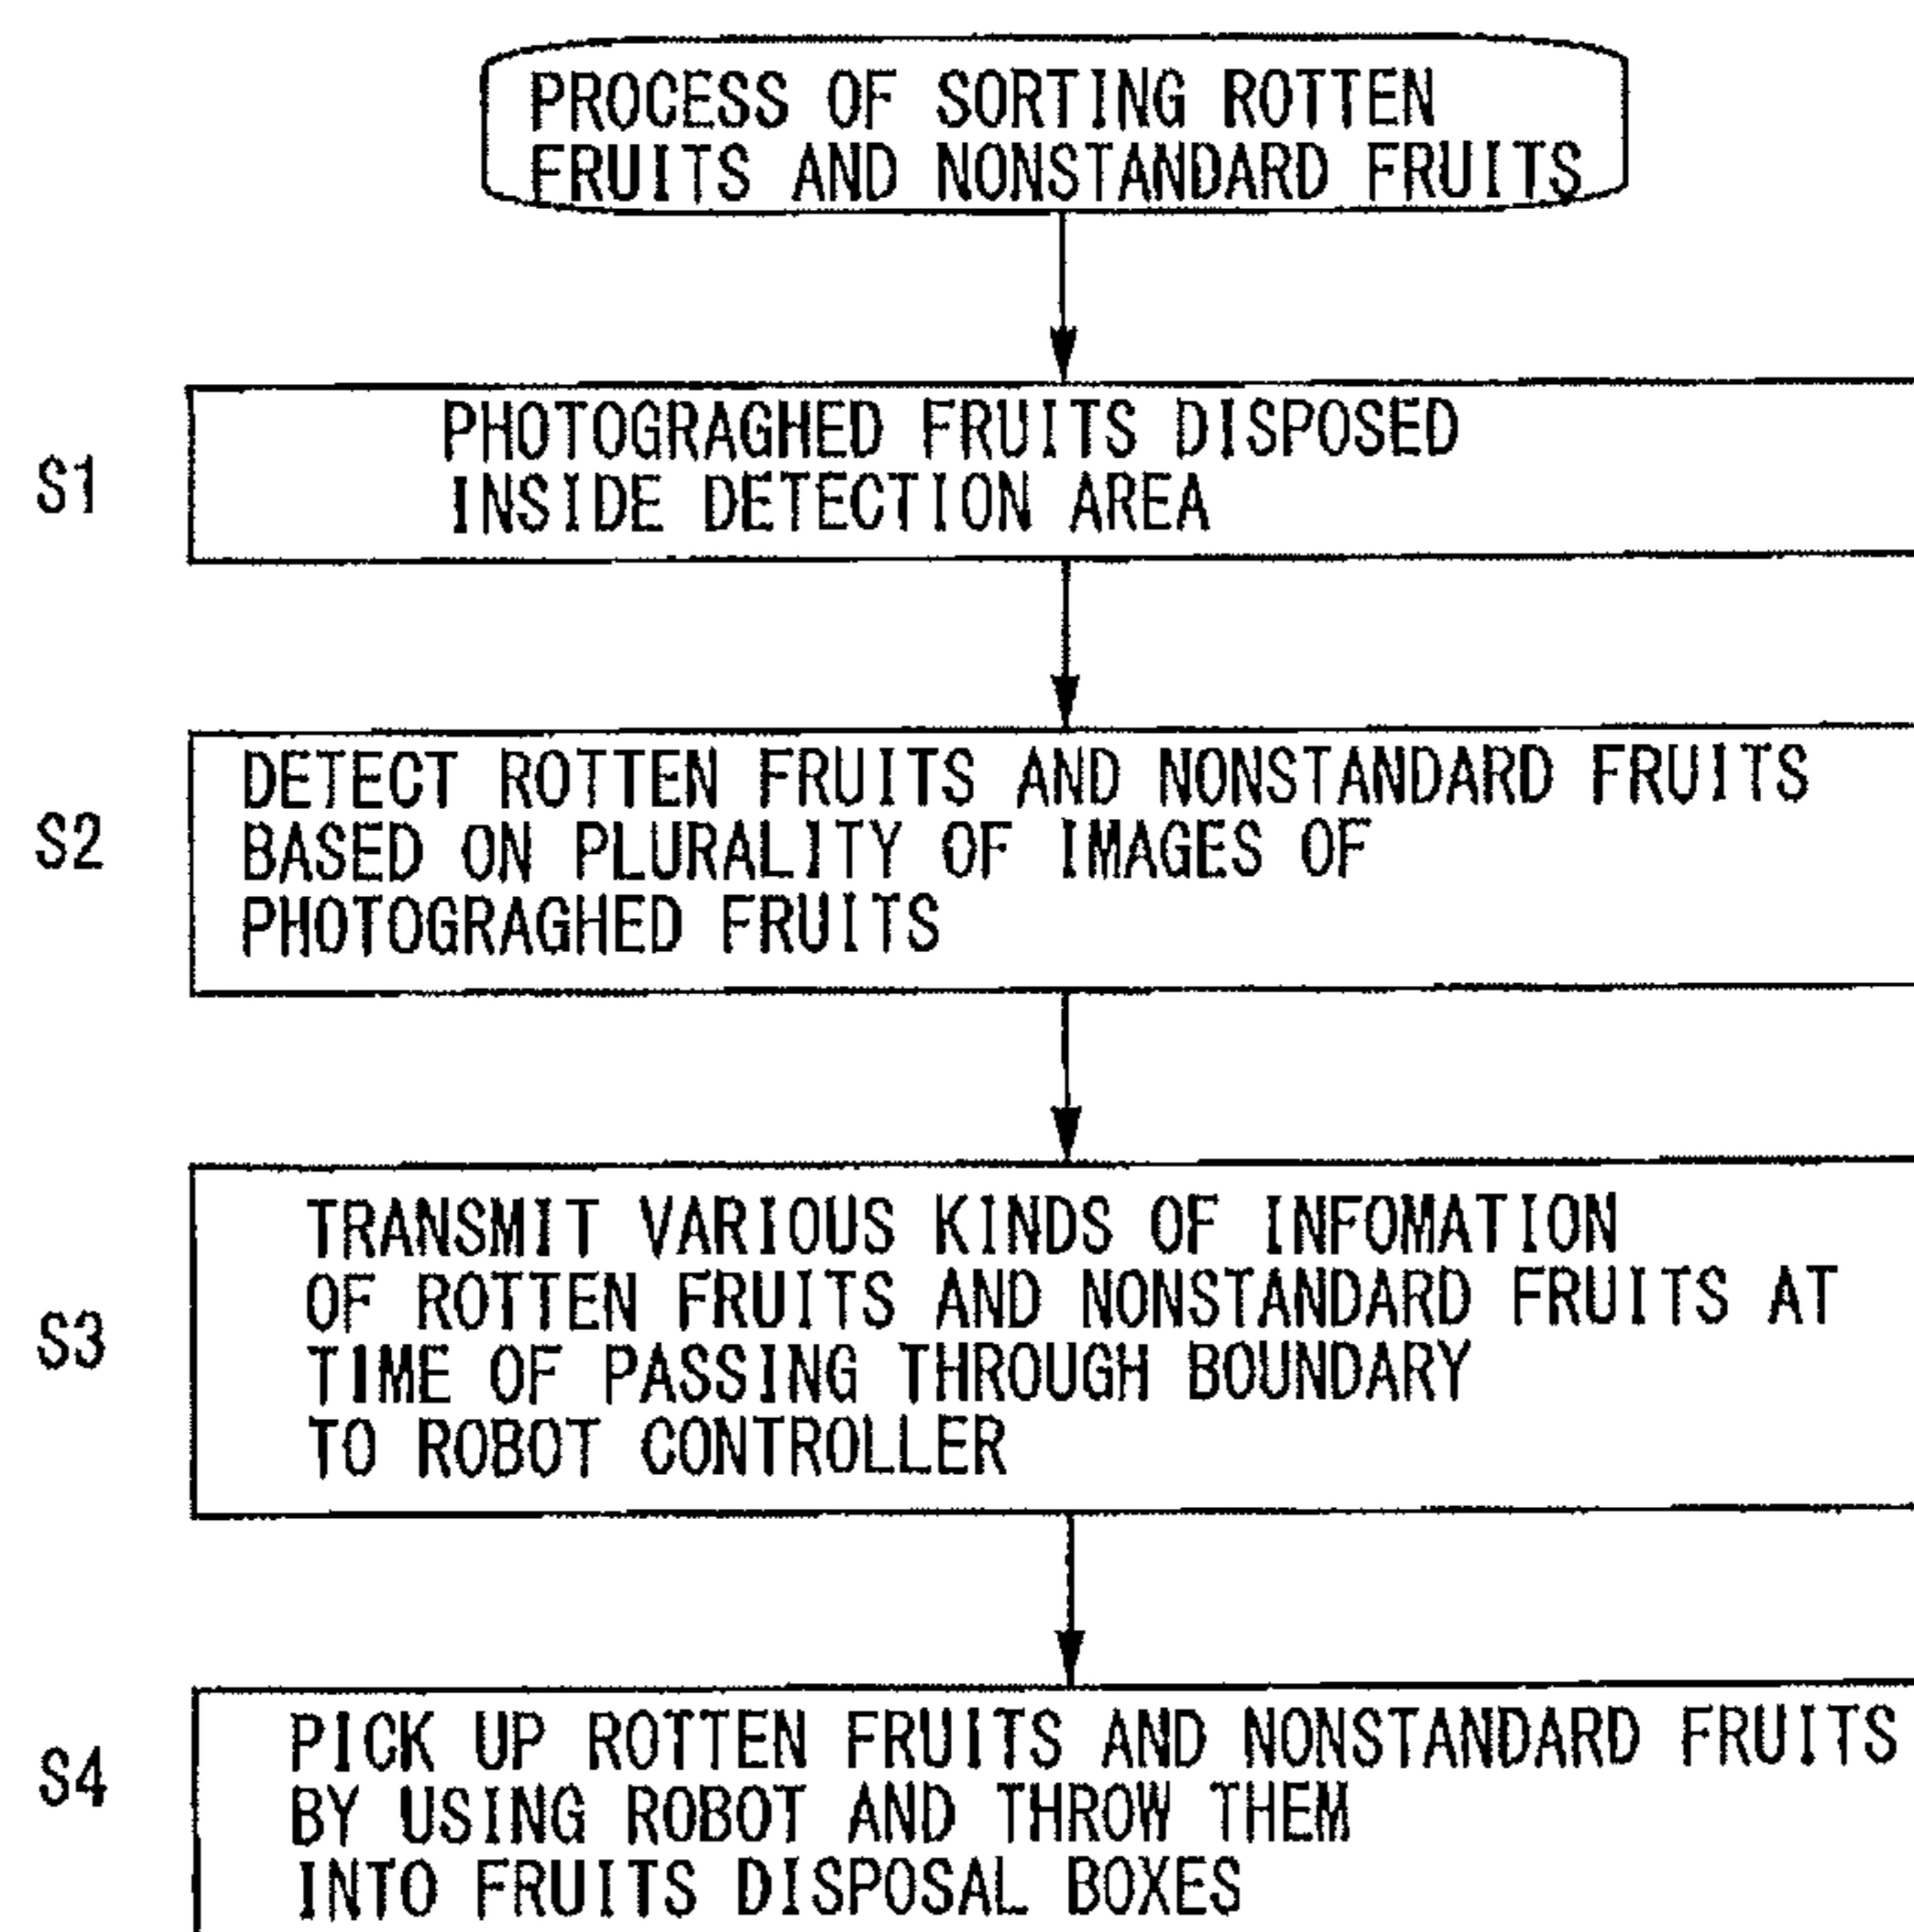 PROCESS OF SORTING ROTTEN
FRUITS AND NONSTANDARD FRUITS
S1
PHOTOGRAGHED FRUITS DISPOSED
INSIDE DETECTION AREA
S2
DETECT ROTTEN FRUITS AND NONSTANDARD FRUITS
BASED ON PLURALITY OF IMAGES OF
PHOTOGRAGHED FRUITS
S3
TRANSMIT VARIOUS KINDS OF INFOMATION
OF ROTTEN FRUITS AND NONSTANDARD FRUITS AT
TIME OF PASSING THROUGH BOUNDARY
TO ROBOT CONTROLLER
S4
PICK UP ROTTEN FRUITS AND NONSTANDARD FRUITS
BY USING ROBOT AND THROW THEM
INTO FRUITS DISPOSAL BOXES